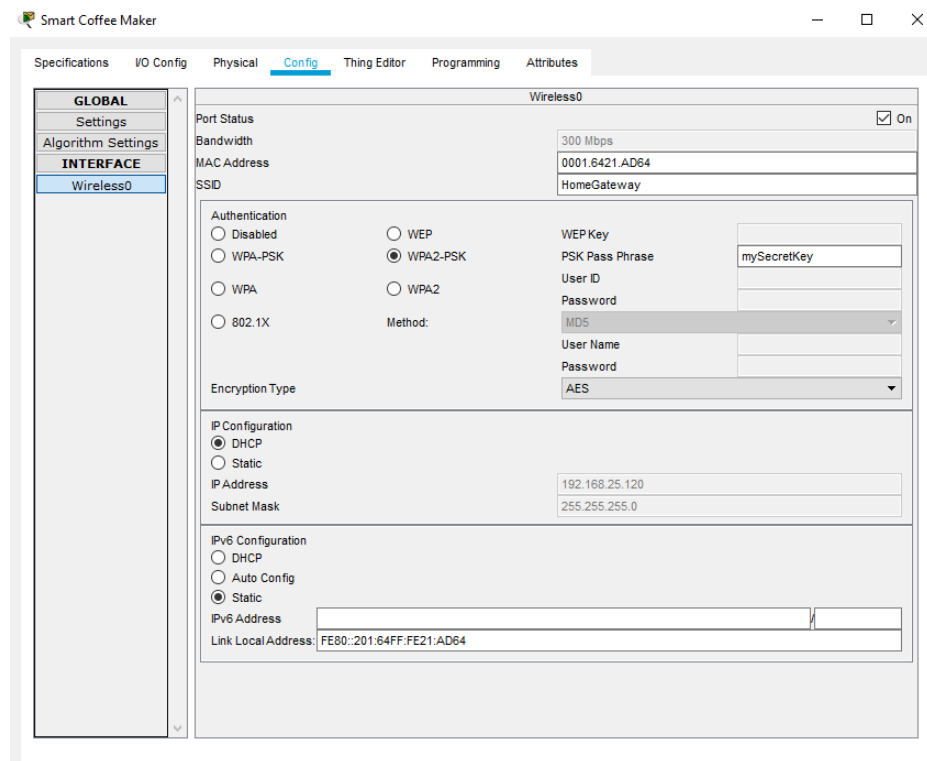 Smart Coffee Maker
Specifications I/O Config Physical Config Thing Editor Programming Attributes
GLOBAL
Settings
Algorithm Settings
INTERFACE
Wireless0
Wireless0
Port Status On
Bandwidth 300 Mbps
MAC Address 0001.6421.AD64
SSID HomeGateway
Authentication
Disabled WEP WEP Key
WPA-PSK WPA2-PSK PSK Pass Phrase mySecretKey
User ID
WPA WPA2
Password
802.1X Method: MD5
User Name
Password
Encryption Type AES
IP Configuration
DHCP
Static
IP Address 192.168.25.120
Subnet Mask 255.255.255.0
IPv6 Configuration
DHCP
Auto Config
Static
IPv6 Address /
Link Local Address: FE80::201:64FF:FE21:AD64